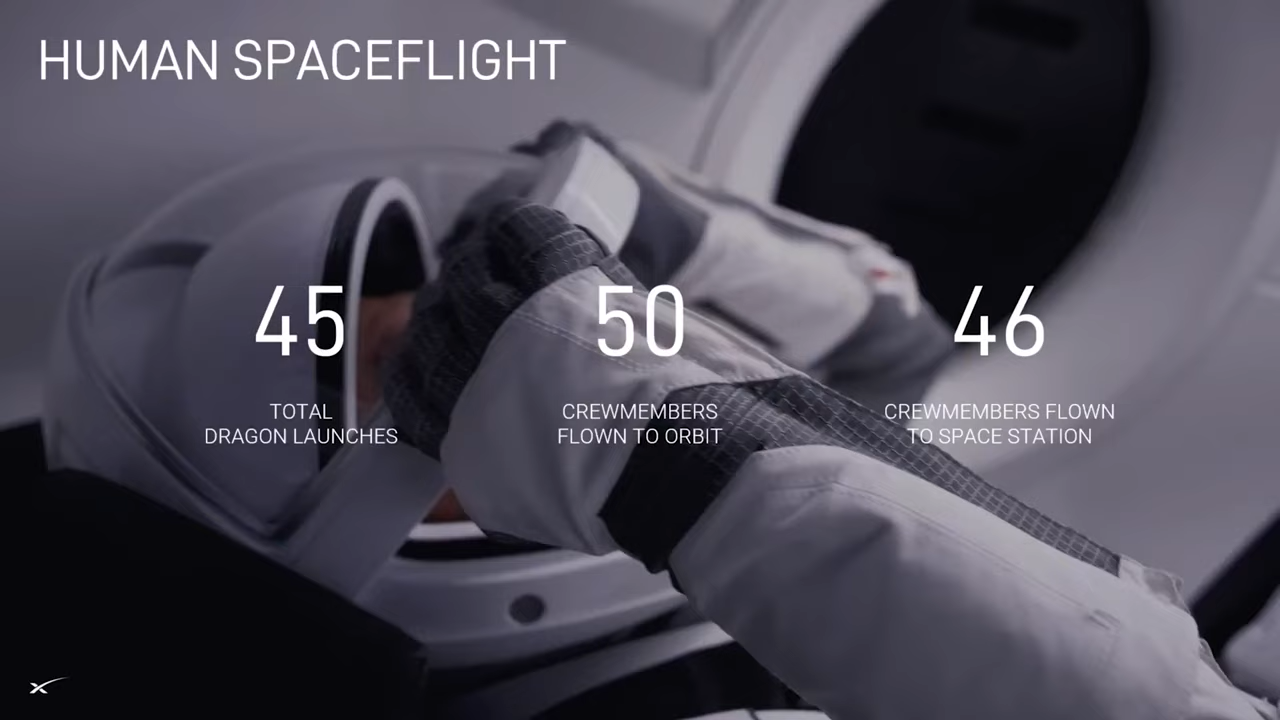 HUMAN SPACEFLIGHT
45
TOTAL
DRAGON LAUNCHES
50
CREWMEMBERS
FLOWN TO ORBIT
46
CREWMEMBERS FLOWN
TO SPACE STATION